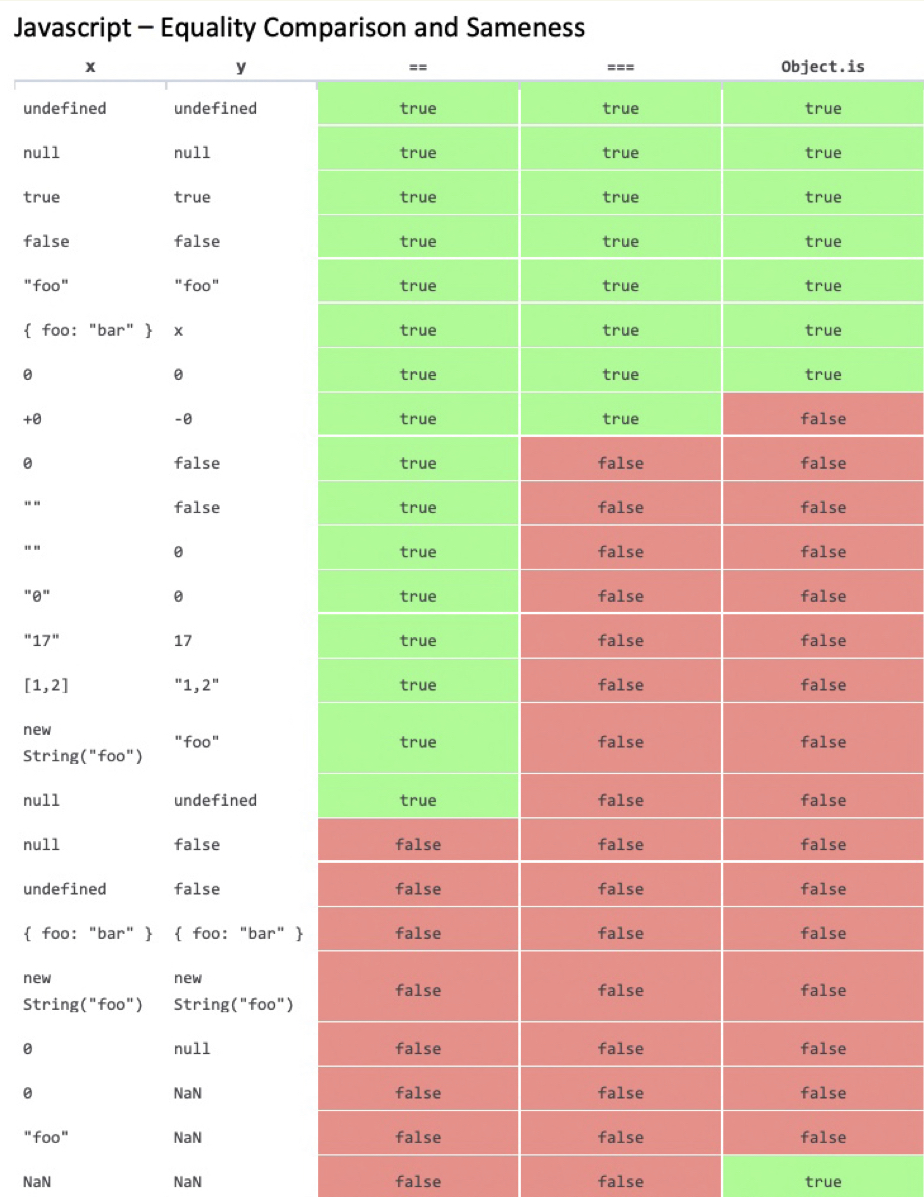 Javascript – Equality Comparison and Sameness
x y == === Object.is
undefined undefined true true true
null null true true true
true true true true true
false false true true true
"foo" "foo" true true true
{ foo: "bar" } x true true true
0 0 true true true
+0 -0 true true false
0 false true false false
"" false true false false
"" 0 true false false
"0" 0 true false false
"17" 17 true false false
[1,2] "1,2" true false false
new
String("foo") "foo" true false false
null undefined true false false
null false false false false
undefined false false false false
{ foo: "bar" } { foo: "bar" } false false false
new new
String("foo") String("foo") false false false
0 null false false false
0 NaN false false false
"foo" NaN false false false
NaN NaN false false true